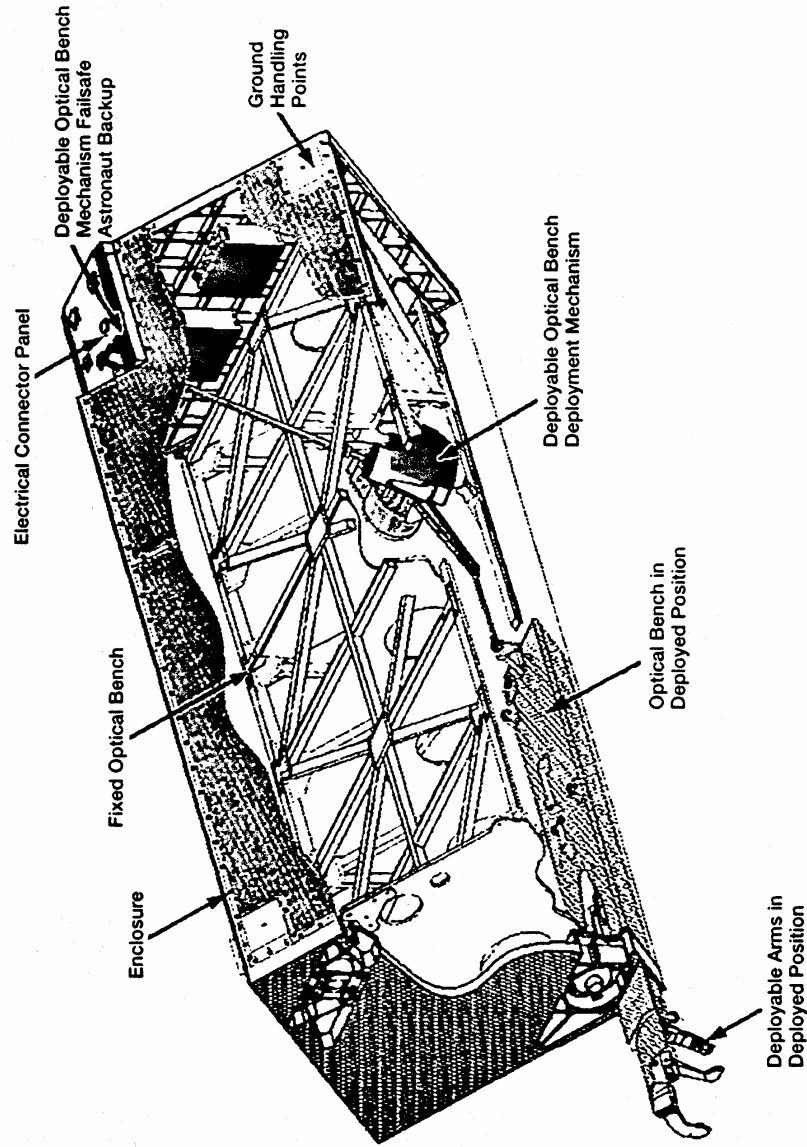 Enclosure
Fixed Optical Bench
Electrical Connector Panel
Deployable Optical Bench
Mechanism Failsafe
Astronaut Backup
Ground
Handling
Points
Deployable Optical Bench
Deployment Mechanism
Optical Bench in
Deployed Position
Deployable Arms in
Deployed Position